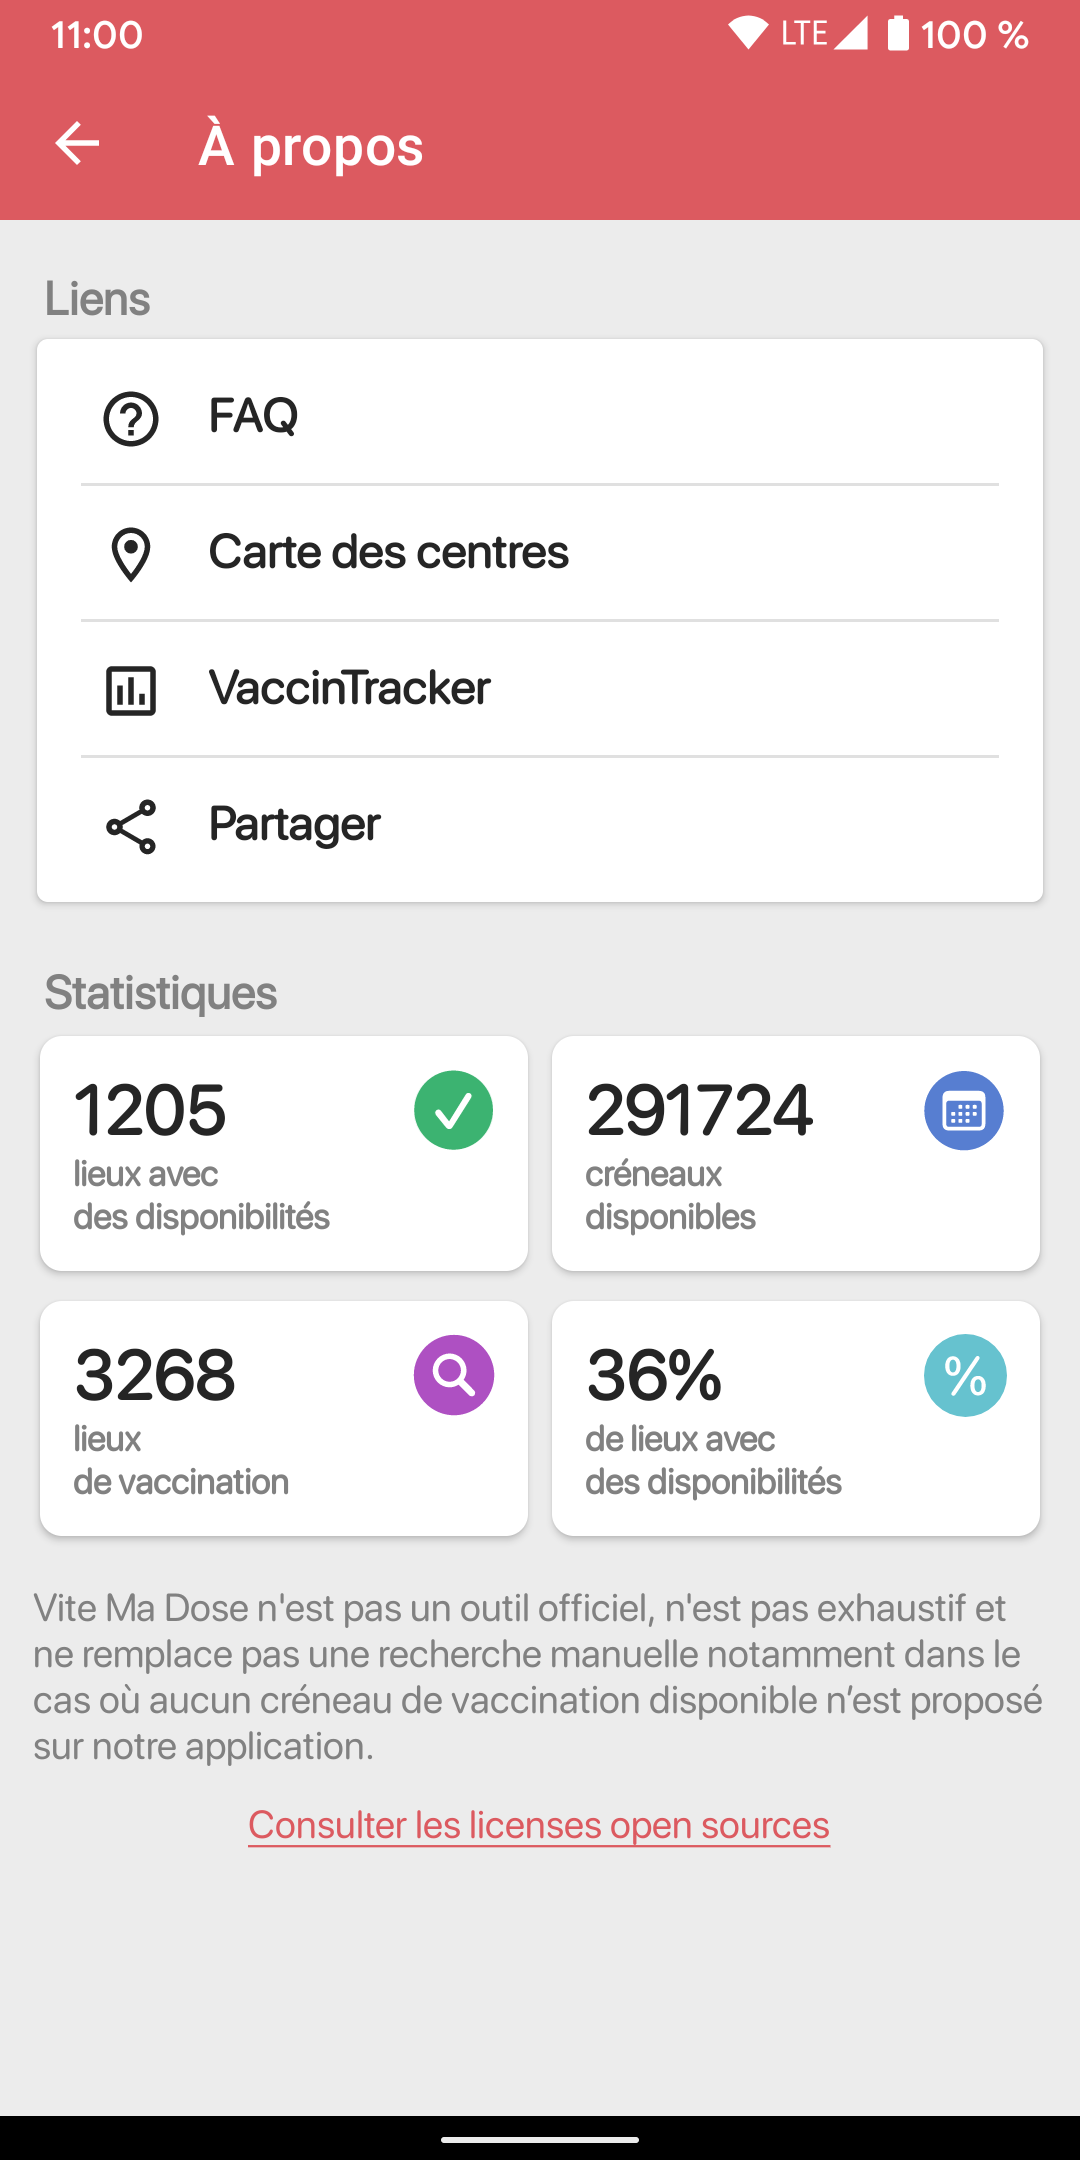 11:00 LTE 100 %
À propos
Liens
FAQ
Carte des centres
VaccinTracker
Partager
Statistiques
1205
lieux avec
des disponibilités
291724
créneaux
disponibles
3268
lieux
de vaccination
36%
%
de lieux avec
des disponibilités
Vite Ma Dose n'est pas un outil officiel, n'est pas exhaustif et
ne remplace pas une recherche manuelle notamment dans le
cas où aucun créneau de vaccination disponible n’est proposé
sur notre application.
Consulter les licenses open sources